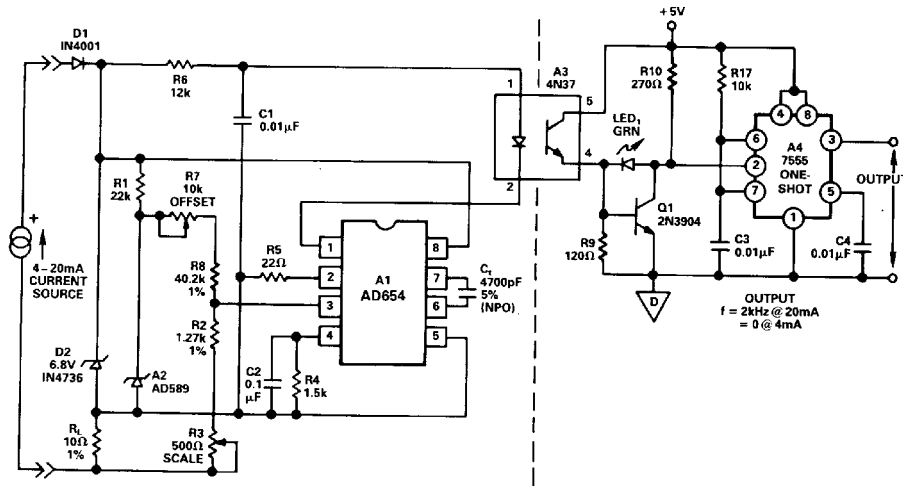 D1
IN4001
R6
12k
C1
0.01μF
1
A3
4N37
5
4
2
+5V
R10
270Ω
R17
10k
LED1
GRN
4
8
6
2
7
3
5
1
A4
7555
ONE-
SHOT
OUTPUT
Q1
2N3904
R9
120Ω
C3
0.01μF
C4
0.01μF
D
OUTPUT
f = 2kHz @ 20mA
= 0 @ 4mA
R1
22k
R7
10k
OFFSET
+
4–20mA
CURRENT
SOURCE
R8
40.2k
1%
R5
22Ω
1
2
3
4
8
7
6
5
A1
AD654
Ct
4700pF
5%
(NPO)
R2
1.27k
1%
D2
6.8V
IN4736
A2
AD589
C2
0.1
μF
R4
1.5k
RL
10Ω
1%
R3
500Ω
SCALE